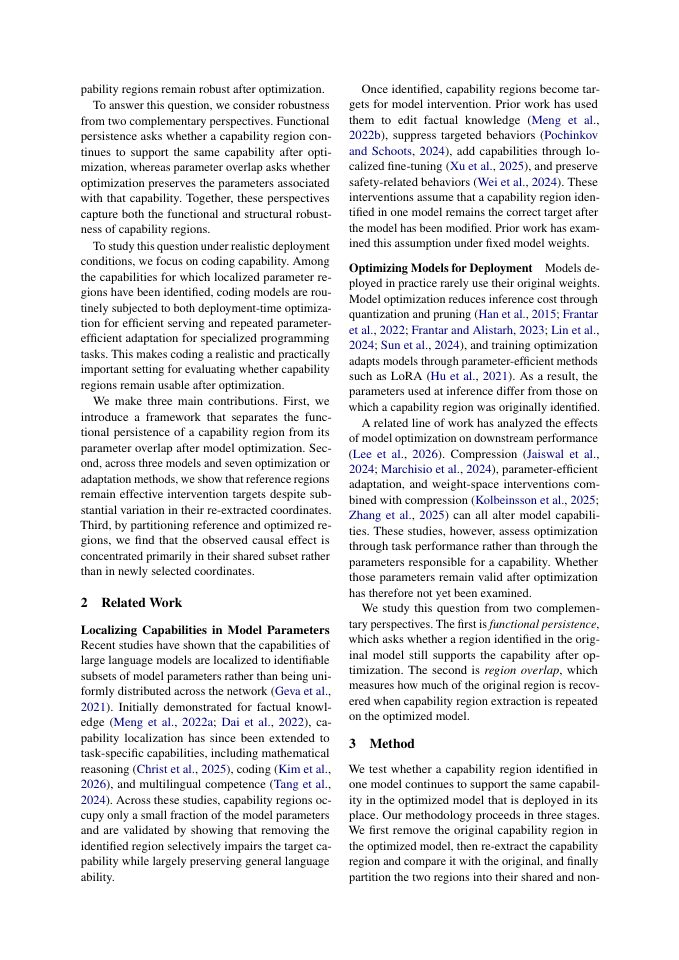 pability regions remain robust after optimization.
To answer this question, we consider robustness
from two complementary perspectives. Functional
persistence asks whether a capability region con-
tinues to support the same capability after opti-
mization, whereas parameter overlap asks whether
optimization preserves the parameters associated
with that capability. Together, these perspectives
capture both the functional and structural robust-
ness of capability regions.
To study this question under realistic deployment
conditions, we focus on coding capability. Among
the capabilities for which localized parameter re-
gions have been identified, coding models are rou-
tinely subjected to both deployment-time optimiza-
tion for efficient serving and repeated parameter-
efficient adaptation for specialized programming
tasks. This makes coding a realistic and practically
important setting for evaluating whether capability
regions remain usable after optimization.
We make three main contributions. First, we
introduce a framework that separates the func-
tional persistence of a capability region from its
parameter overlap after model optimization. Sec-
ond, across three models and seven optimization or
adaptation methods, we show that reference regions
remain effective intervention targets despite sub-
stantial variation in their re-extracted coordinates.
Third, by partitioning reference and optimized re-
gions, we find that the observed causal effect is
concentrated primarily in their shared subset rather
than in newly selected coordinates.
2 Related Work
Localizing Capabilities in Model Parameters
Recent studies have shown that the capabilities of
large language models are localized to identifiable
subsets of model parameters rather than being uni-
formly distributed across the network (Geva et al.,
2021). Initially demonstrated for factual knowl-
edge (Meng et al., 2022a; Dai et al., 2022), ca-
pability localization has since been extended to
task-specific capabilities, including mathematical
reasoning (Christ et al., 2025), coding (Kim et al.,
2026), and multilingual competence (Tang et al.,
2024). Across these studies, capability regions oc-
cupy only a small fraction of the model parameters
and are validated by showing that removing the
identified region selectively impairs the target ca-
pability while largely preserving general language
ability.
Once identified, capability regions become tar-
gets for model intervention. Prior work has used
them to edit factual knowledge (Meng et al.,
2022b), suppress targeted behaviors (Pochinkov
and Schoots, 2024), add capabilities through lo-
calized fine-tuning (Xu et al., 2025), and preserve
safety-related behaviors (Wei et al., 2024). These
interventions assume that a capability region iden-
tified in one model remains the correct target after
the model has been modified. Prior work has exam-
ined this assumption under fixed model weights.
Optimizing Models for Deployment Models de-
ployed in practice rarely use their original weights.
Model optimization reduces inference cost through
quantization and pruning (Han et al., 2015; Frantar
et al., 2022; Frantar and Alistarh, 2023; Lin et al.,
2024; Sun et al., 2024), and training optimization
adapts models through parameter-efficient methods
such as LoRA (Hu et al., 2021). As a result, the
parameters used at inference differ from those on
which a capability region was originally identified.
A related line of work has analyzed the effects
of model optimization on downstream performance
(Lee et al., 2026). Compression (Jaiswal et al.,
2024; Marchisio et al., 2024), parameter-efficient
adaptation, and weight-space interventions com-
bined with compression (Kolbeinsson et al., 2025;
Zhang et al., 2025) can all alter model capabili-
ties. These studies, however, assess optimization
through task performance rather than through the
parameters responsible for a capability. Whether
those parameters remain valid after optimization
has therefore not yet been examined.
We study this question from two complemen-
tary perspectives. The first is functional persistence,
which asks whether a region identified in the orig-
inal model still supports the capability after op-
timization. The second is region overlap, which
measures how much of the original region is recov-
ered when capability region extraction is repeated
on the optimized model.
3 Method
We test whether a capability region identified in
one model continues to support the same capabil-
ity in the optimized model that is deployed in its
place. Our methodology proceeds in three stages.
We first remove the original capability region in
the optimized model, then re-extract the capability
region and compare it with the original, and finally
partition the two regions into their shared and non-